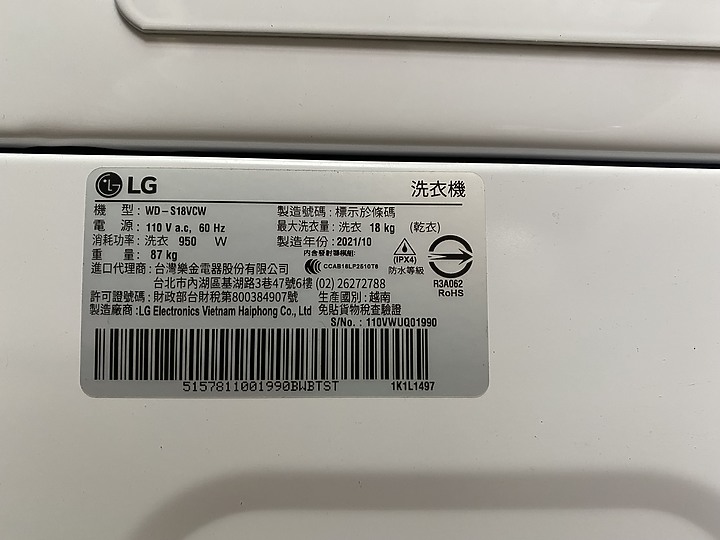 LG 洗衣機
機 型: WD-S18VCW 製造號碼: 標示於條碼
電 源: 110 V a.c, 60 Hz 最大洗衣量: 洗衣 18 kg (乾衣)
消耗功率: 洗衣 950 W 製造年份: 2021/10
重 量: 87 kg 內含發射器模組:
進口代理商: 台灣樂金電器股份有限公司 CCAB16LP2510T8 (IPX4) 防水等級
台北市內湖區基湖路3巷47號6樓 (02) 26272788 R3A062 RoHS
許可證號碼: 財政部台財稅第800384907號 生產國別: 越南
製造廠商:LG Electronics Vietnam Haiphong Co., Ltd 免貼貨物稅查驗證
S/No. : 110VWUQ01990
5157811001990BWBTST 1K1L1497